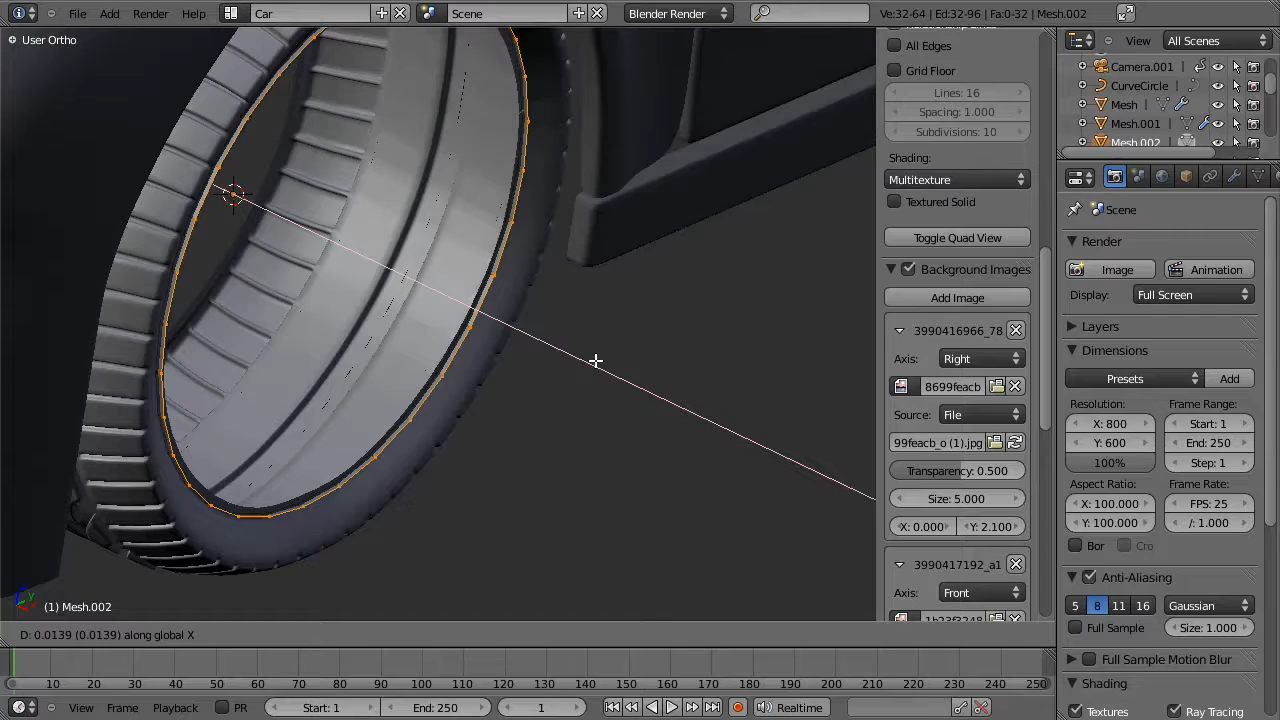 File Add Render Help Car Scene Blender Render Ve:32-64 | Ed:32-96 | Fa:0-32 | Mesh.002
User Ortho
All Edges
Grid Floor
Lines: 16
Spacing: 1.000
Subdivisions: 10
Shading:
Multitexture
Textured Solid
Toggle Quad View
Background Images
Add Image
3990416966_78
Axis: Right
8699feacb
Source: File
99feacb_o (1).jpg
Transparency: 0.500
Size: 5.000
X: 0.000 Y: 2.100
3990417192_a1
Axis: Front
View All Scenes
Camera.001
CurveCircle
Mesh
Mesh.001
Mesh.002
Scene
Render
Image Animation
Display: Full Screen
Layers
Dimensions
Presets Add
Resolution: Frame Range:
X: 800 Start: 1
Y: 600 End: 250
100% Step: 1
Aspect Ratio: Frame Rate:
X: 100.000 FPS: 25
Y: 100.000 /: 1.000
Bor Cro
Anti-Aliasing
5 8 11 16 Gaussian
Full Sample Size: 1.000
Full Sample Motion Blur
Shading
Textures Ray Tracing
(1) Mesh.002
D: 0.0139 (0.0139) along global X
10 20 30 40 50 60 70 80 90 100 110 120 130 140 150 160 170 180 190 200 210 220 230 240 250
View Frame Playback PR Start: 1 End: 250 1 Realtime